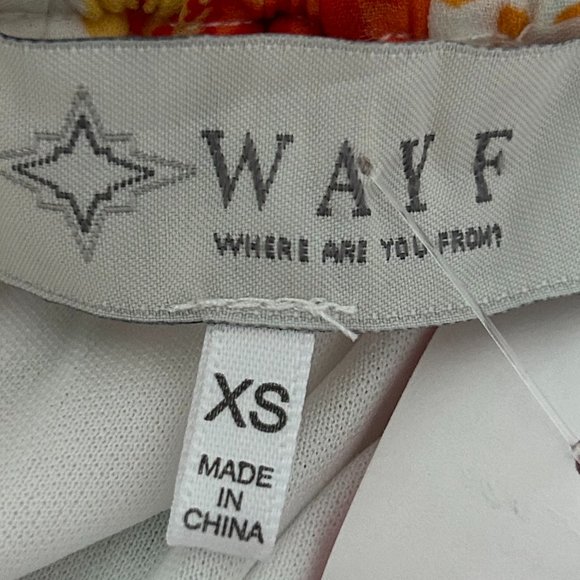 WAYF
WHERE ARE YOU FROM?
XS
MADE
IN
CHINA